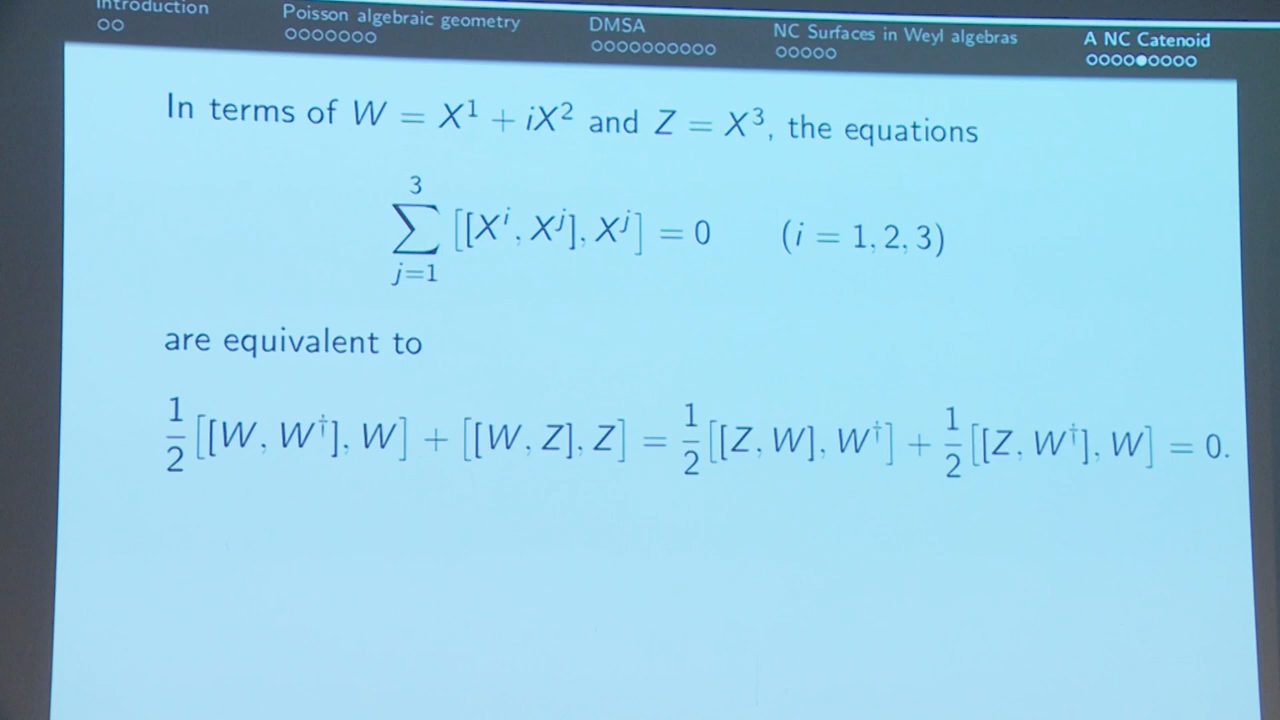 Introduction
Poisson algebraic geometry
DMSA
NC Surfaces in Weyl algebras
A NC Catenoid
In terms of W = X¹ + iX² and Z = X³, the equations
∑_{j=1}^{3} [[Xⁱ, Xʲ], Xʲ] = 0 (i = 1, 2, 3)
are equivalent to
½[[W, W†], W] + [[W, Z], Z] = ½[[Z, W], W†] + ½[[Z, W†], W] = 0.